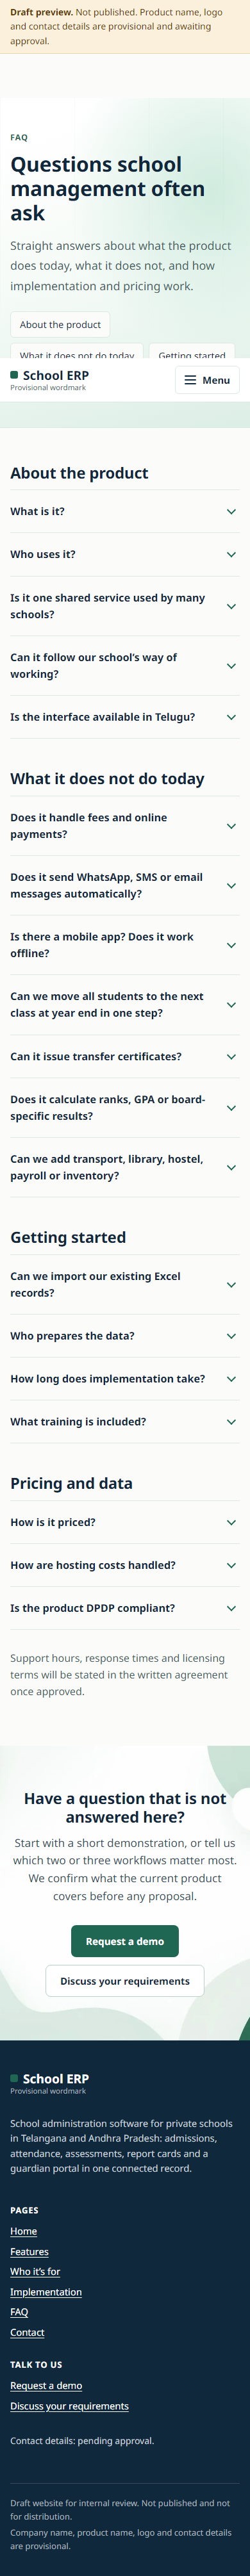 Draft preview. Not published. Product name, logo
and contact details are provisional and awaiting
approval.
FAQ
Questions school
management often
ask
Straight answers about what the product
does today, what it does not, and how
implementation and pricing work.
About the product
What it does not do today
Getting started
School ERP
Provisional wordmark
Menu
About the product
What is it?
Who uses it?
Is it one shared service used by many
schools?
Can it follow our school's way of
working?
Is the interface available in Telugu?
What it does not do today
Does it handle fees and online
payments?
Does it send WhatsApp, SMS or email
messages automatically?
Is there a mobile app? Does it work
offline?
Can we move all students to the next
class at year end in one step?
Can it issue transfer certificates?
Does it calculate ranks, GPA or board-
specific results?
Can we add transport, library, hostel,
payroll or inventory?
Getting started
Can we import our existing Excel
records?
Who prepares the data?
How long does implementation take?
What training is included?
Pricing and data
How is it priced?
How are hosting costs handled?
Is the product DPDP compliant?
Support hours, response times and licensing
terms will be stated in the written agreement
once approved.
Have a question that is not
answered here?
Start with a short demonstration, or tell us
which two or three workflows matter most.
We confirm what the current product
covers before any proposal.
Request a demo
Discuss your requirements
School ERP
Provisional wordmark
School administration software for private schools
in Telangana and Andhra Pradesh: admissions,
attendance, assessments, report cards and a
guardian portal in one connected record.
PAGES
Home
Features
Who it's for
Implementation
FAQ
Contact
TALK TO US
Request a demo
Discuss your requirements
Contact details: pending approval.
Draft website for internal review. Not published and not
for distribution.
Company name, product name, logo and contact details
are provisional.